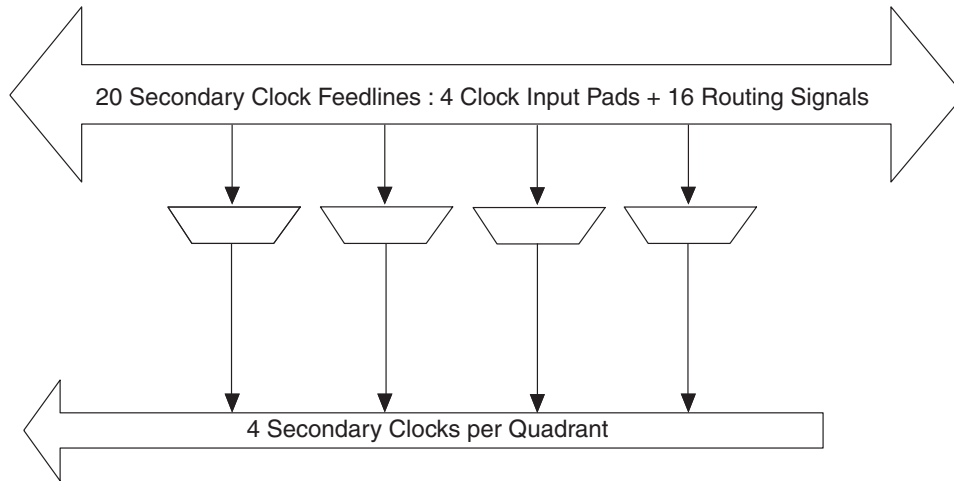 20 Secondary Clock Feedlines : 4 Clock Input Pads + 16 Routing Signals
4 Secondary Clocks per Quadrant